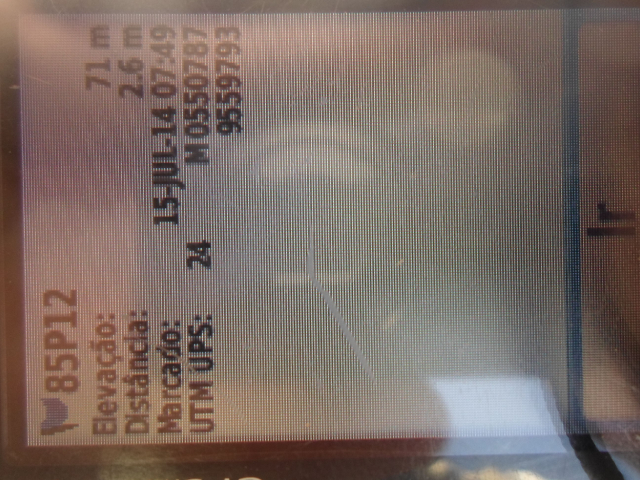 85P12
Elevação: 71 m
Distância: 2.6 m
Marcado: 15-JUL-14 07:49
UTM UPS: 24 M 0550787
9559793
Ir